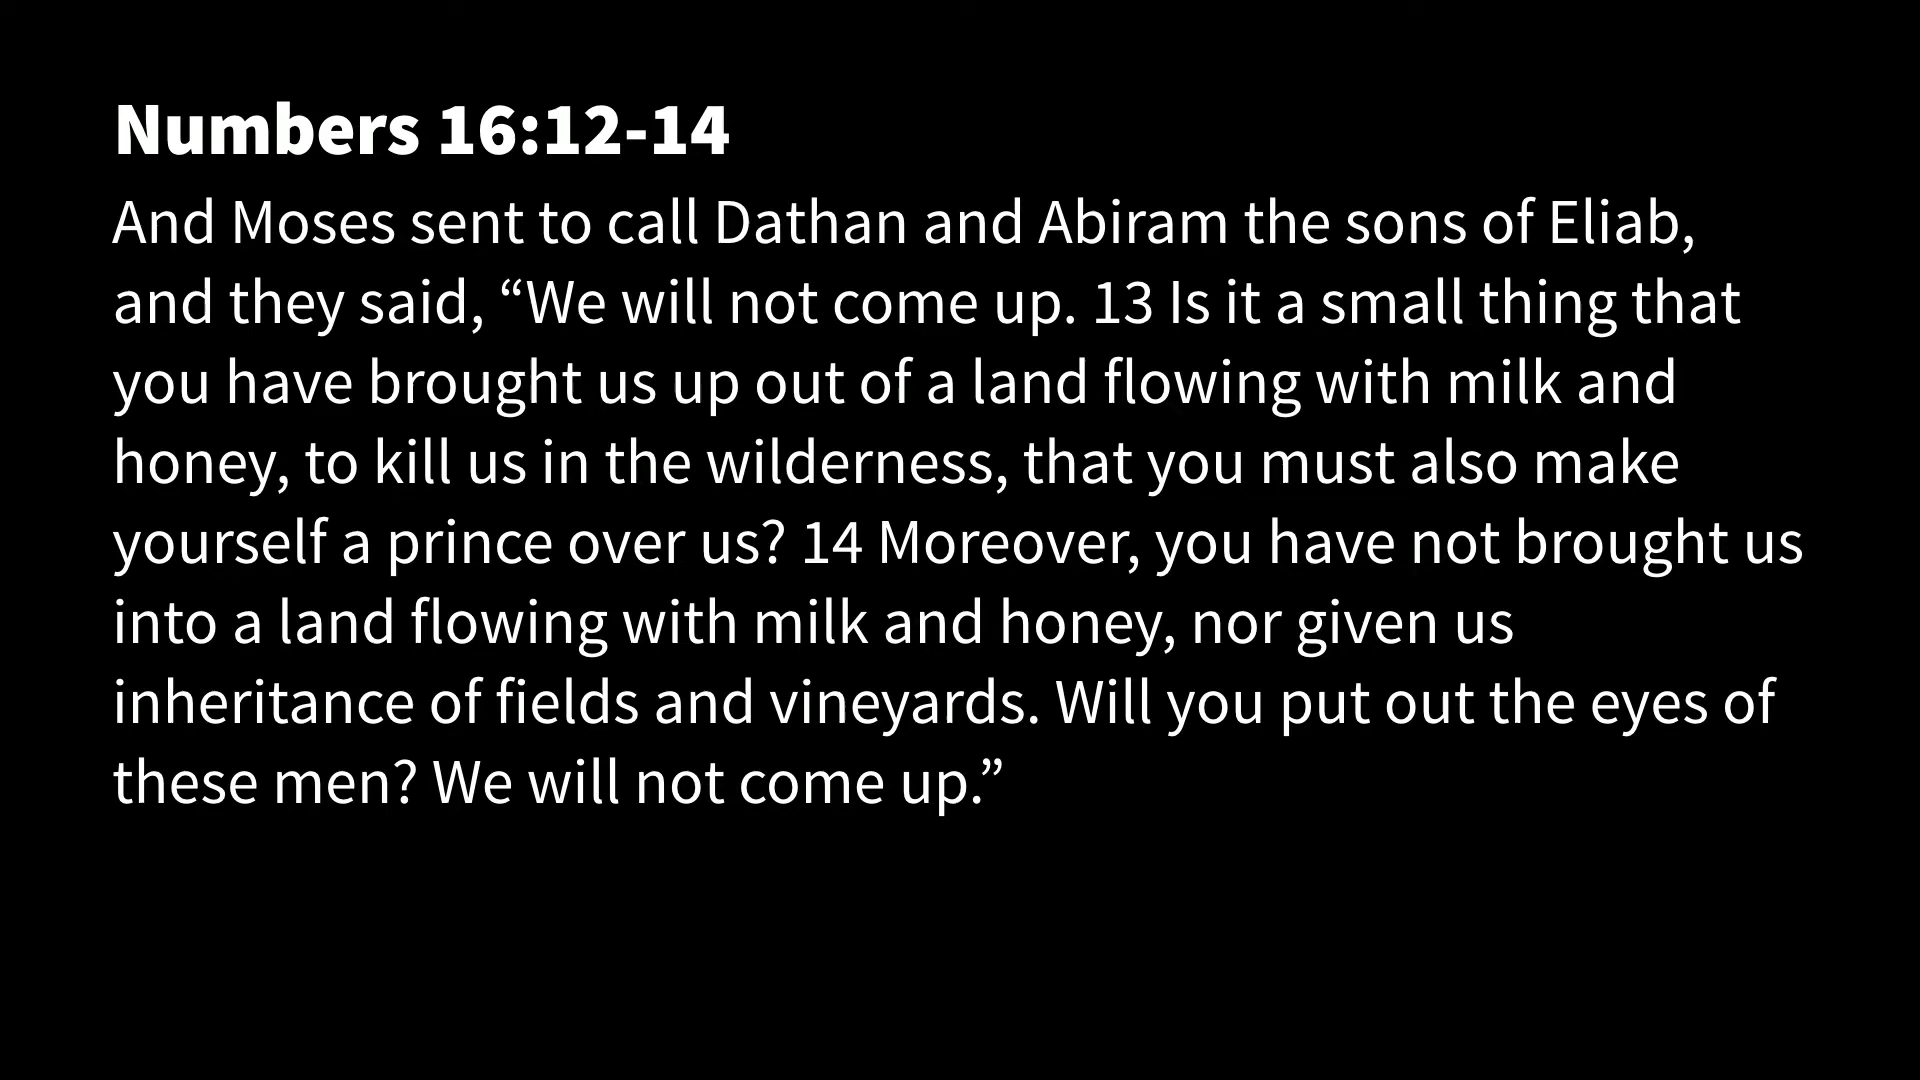 Numbers 16:12-14
And Moses sent to call Dathan and Abiram the sons of Eliab,
and they said, “We will not come up. 13 Is it a small thing that
you have brought us up out of a land flowing with milk and
honey, to kill us in the wilderness, that you must also make
yourself a prince over us? 14 Moreover, you have not brought us
into a land flowing with milk and honey, nor given us
inheritance of fields and vineyards. Will you put out the eyes of
these men? We will not come up.”